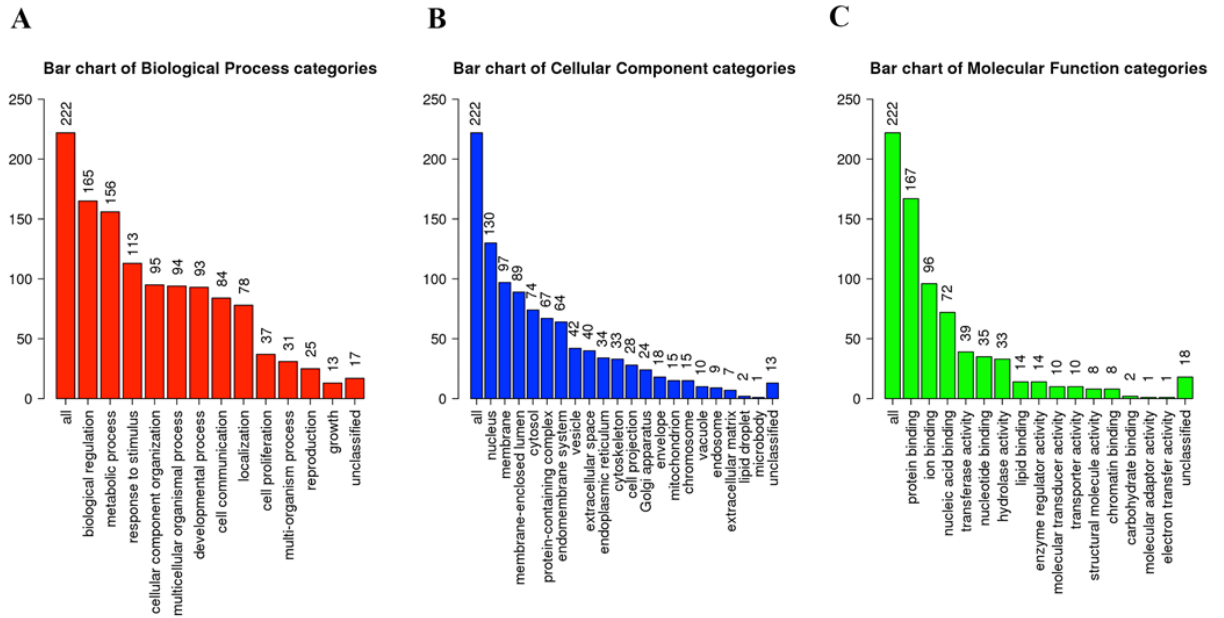 A
Bar chart of Biological Process categories
250
200
150
100
50
0
222
165
156
113
95
94
93
84
78
37
31
25
13
17
all
biological regulation
metabolic process
response to stimulus
cellular component organization
multicellular organismal process
developmental process
cell communication
localization
cell proliferation
multi-organism process
reproduction
growth
unclassified
B
Bar chart of Cellular Component categories
250
200
150
100
50
0
222
130
97
89
74
67
64
42
40
34
33
28
24
18
15
15
10
9
7
2
1
13
all
nucleus
membrane
membrane-enclosed lumen
cytosol
protein-containing complex
endomembrane system
vesicle
extracellular space
endoplasmic reticulum
cytoskeleton
cell projection
Golgi apparatus
envelope
mitochondrion
chromosome
vacuole
endosome
extracellular matrix
lipid droplet
microbody
unclassified
C
Bar chart of Molecular Function categories
250
200
150
100
50
0
222
167
96
72
39
35
33
14
14
10
10
8
8
2
1
1
18
all
protein binding
ion binding
nucleic acid binding
transferase activity
nucleotide binding
hydrolase activity
lipid binding
enzyme regulator activity
molecular transducer activity
transporter activity
structural molecule activity
chromatin binding
carbohydrate binding
molecular adaptor activity
electron transfer activity
unclassified